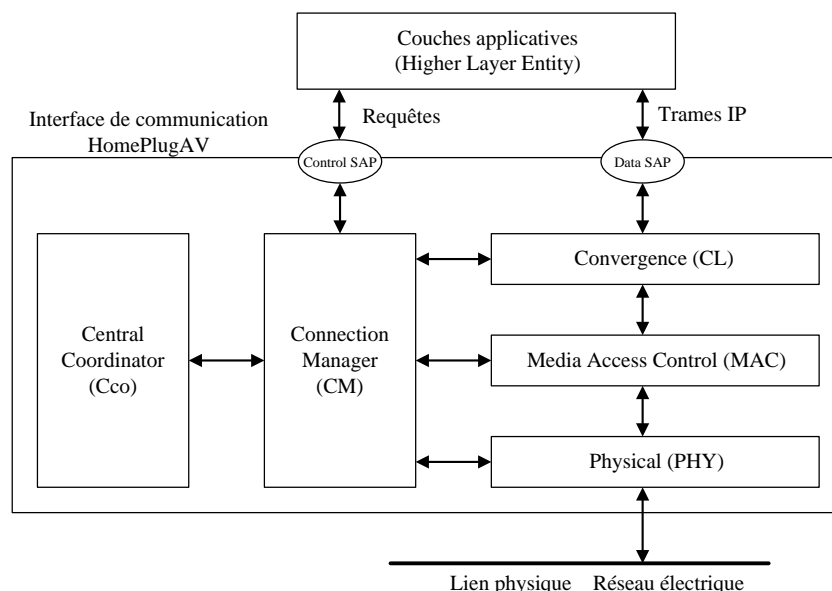 Couches applicatives
(Higher Layer Entity)
Interface de communication
HomePlugAV
Requêtes
Trames IP
Control SAP
Data SAP
Central
Coordinator
(Cco)
Connection
Manager
(CM)
Convergence (CL)
Media Access Control (MAC)
Physical (PHY)
Lien physique Réseau électrique